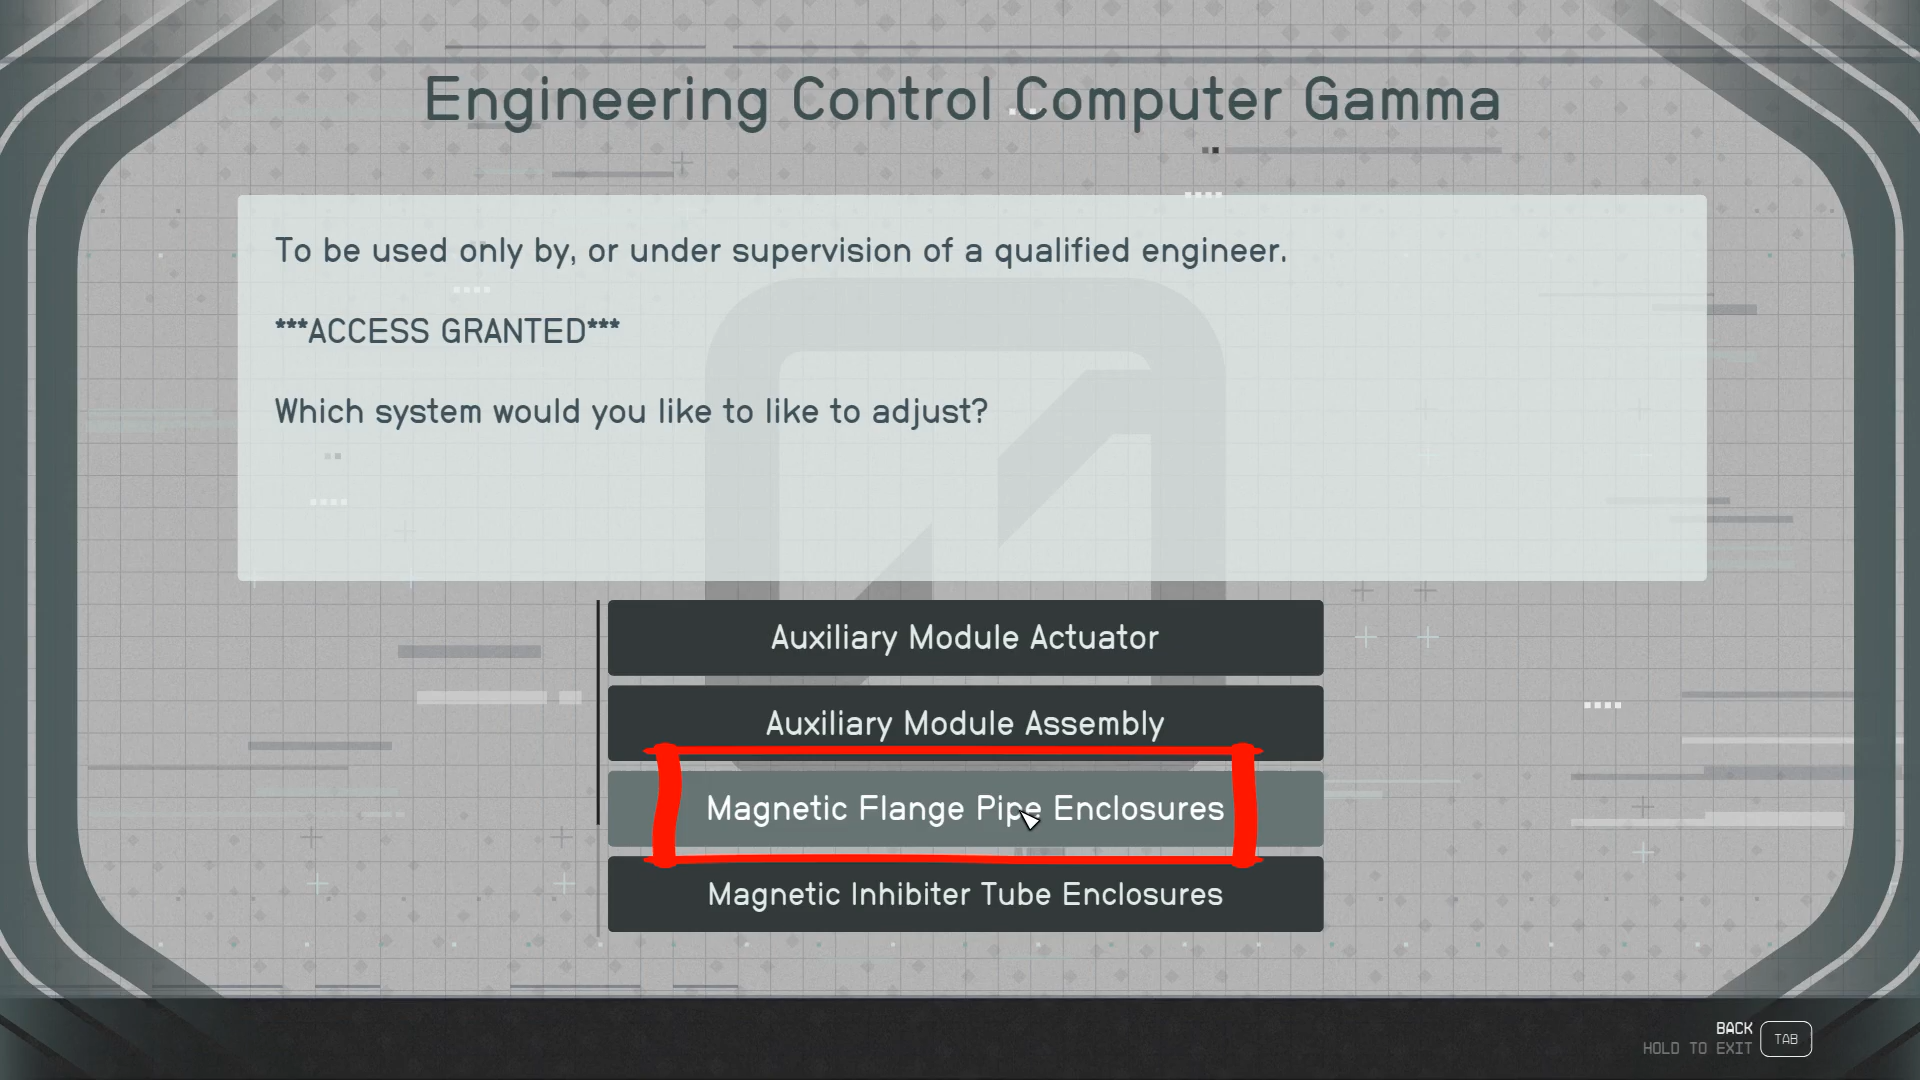 Engineering Control Computer Gamma
To be used only by, or under supervision of a qualified engineer.
***ACCESS GRANTED***
Which system would you like to like to adjust?
Auxiliary Module Actuator
Auxiliary Module Assembly
Magnetic Flange Pipe Enclosures
Magnetic Inhibiter Tube Enclosures
BACK
HOLD TO EXIT
TAB